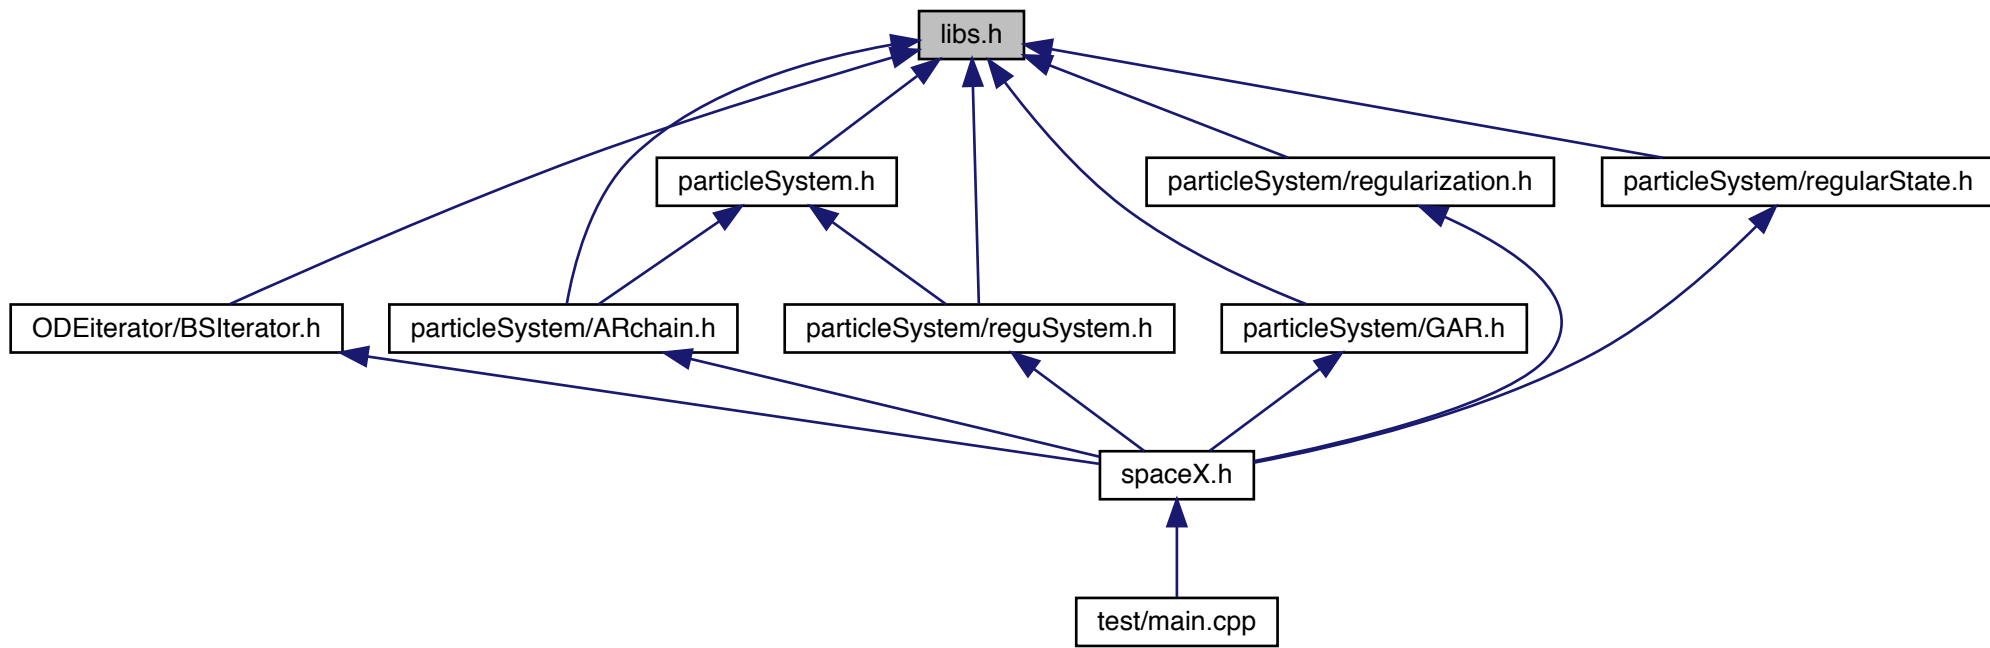 libs.h
particleSystem.h
particleSystem/regularization.h
particleSystem/regularState.h
ODEiterator/BSIterator.h
particleSystem/ARchain.h
particleSystem/reguSystem.h
particleSystem/GAR.h
spaceX.h
test/main.cpp